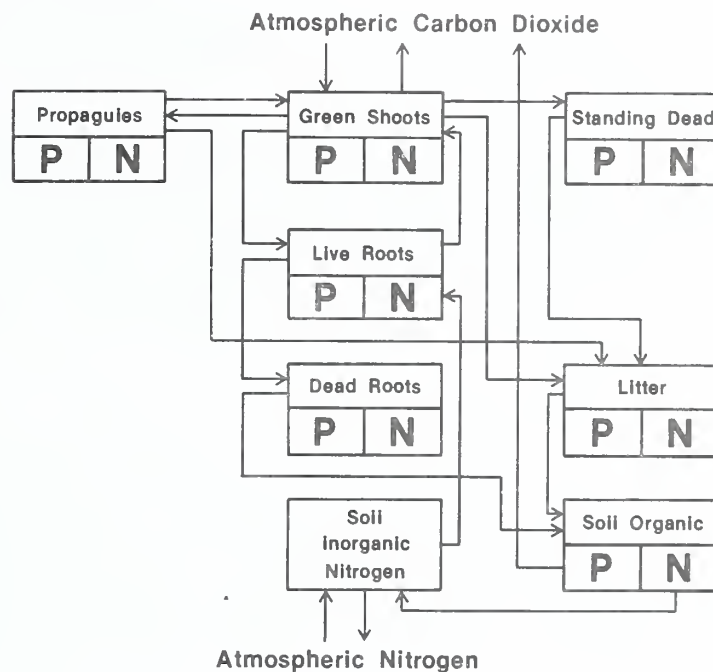 Atmospheric Carbon Dioxide
Propagules
P N
Green Shoots
P N
Standing Dead
P N
Live Roots
P N
Dead Roots
P N
Litter
P N
Soil
Inorganic
Nitrogen
Soil Organic
P N
Atmospheric Nitrogen